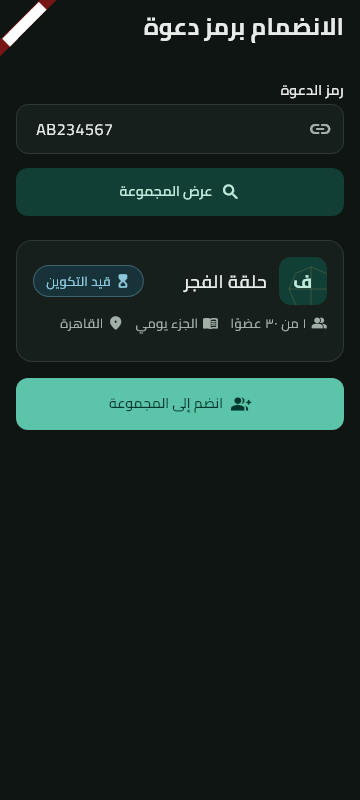 الانضمام برمز دعوة
رمز الدعوة
AB234567
عرض المجموعة
ف
حلقة الفجر
قيد التكوين
١ من ٣٠ عضوًا
الجزء يومي
القاهرة
انضم إلى المجموعة